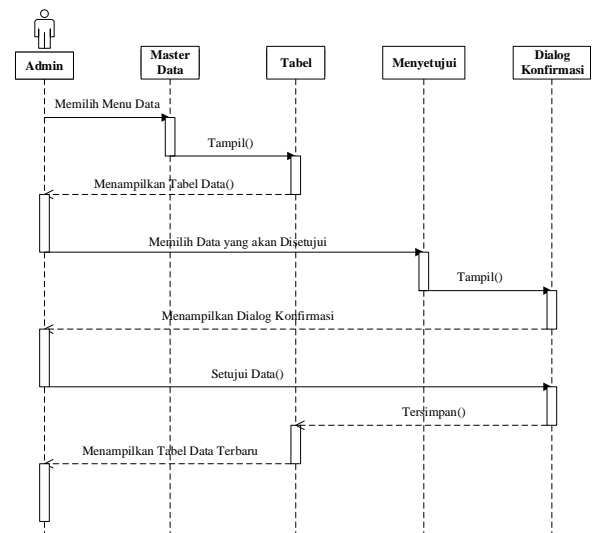 Admin
Master
Data
Tabel
Menyetujui
Dialog
Konfirmasi
Memilih Menu Data
Tampil()
Menampilkan Tabel Data()
Memilih Data yang akan Disetujui
Tampil()
Menampilkan Dialog Konfirmasi
Setujui Data()
Tersimpan()
Menampilkan Tabel Data Terbaru